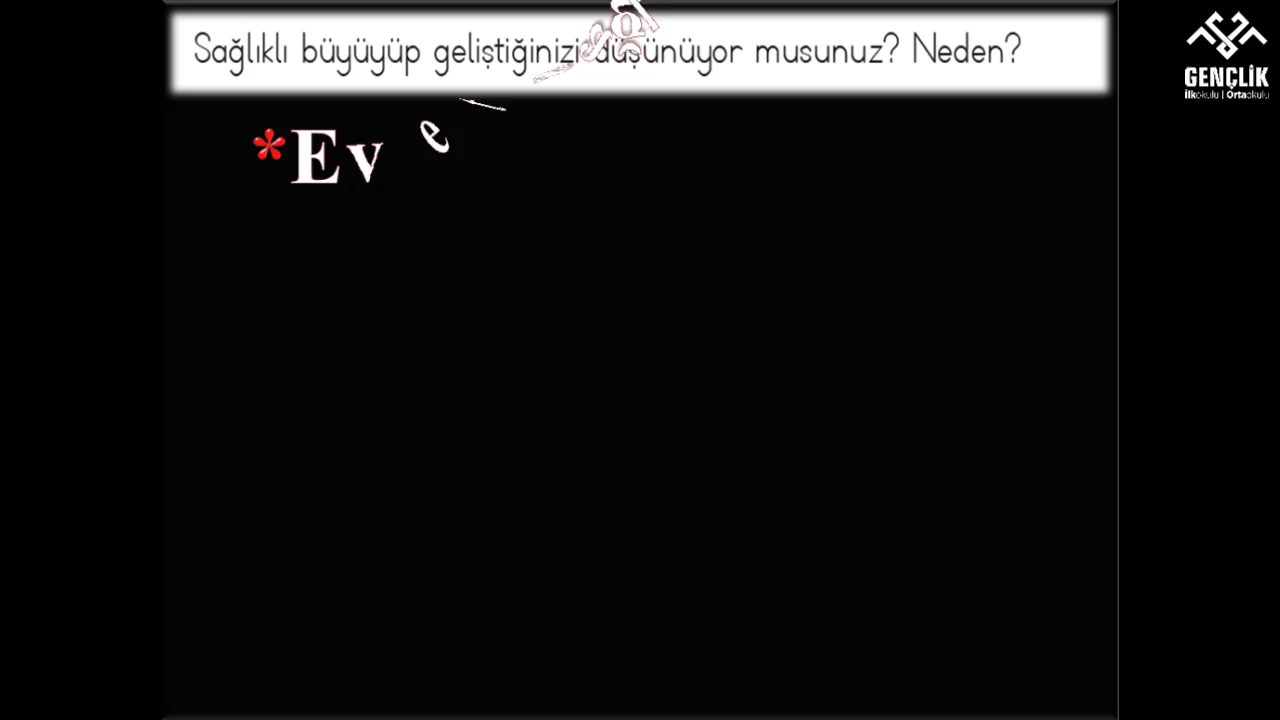 Sağlıklı büyüyüp geliştiğinizi düşünüyor musunuz? Neden?
GENÇLİK
İlkokulu | Ortaokulu
*Ev e